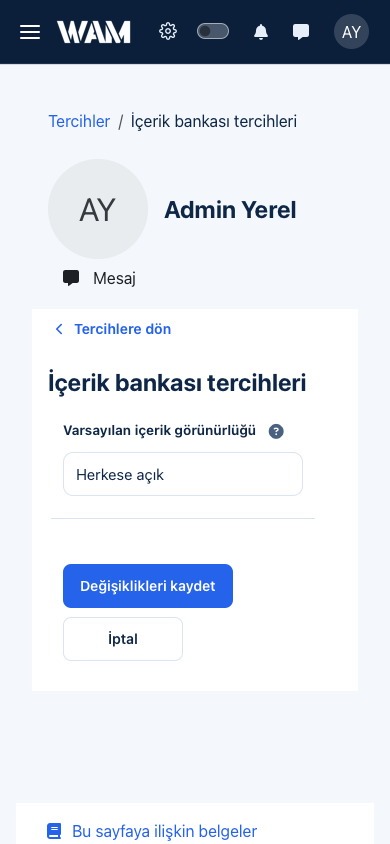 WAM
AY
Tercihler / İçerik bankası tercihleri
AY
Admin Yerel
Mesaj
Tercihlere dön
İçerik bankası tercihleri
Varsayılan içerik görünürlüğü ?
Herkese açık
Değişiklikleri kaydet
İptal
Bu sayfaya ilişkin belgeler